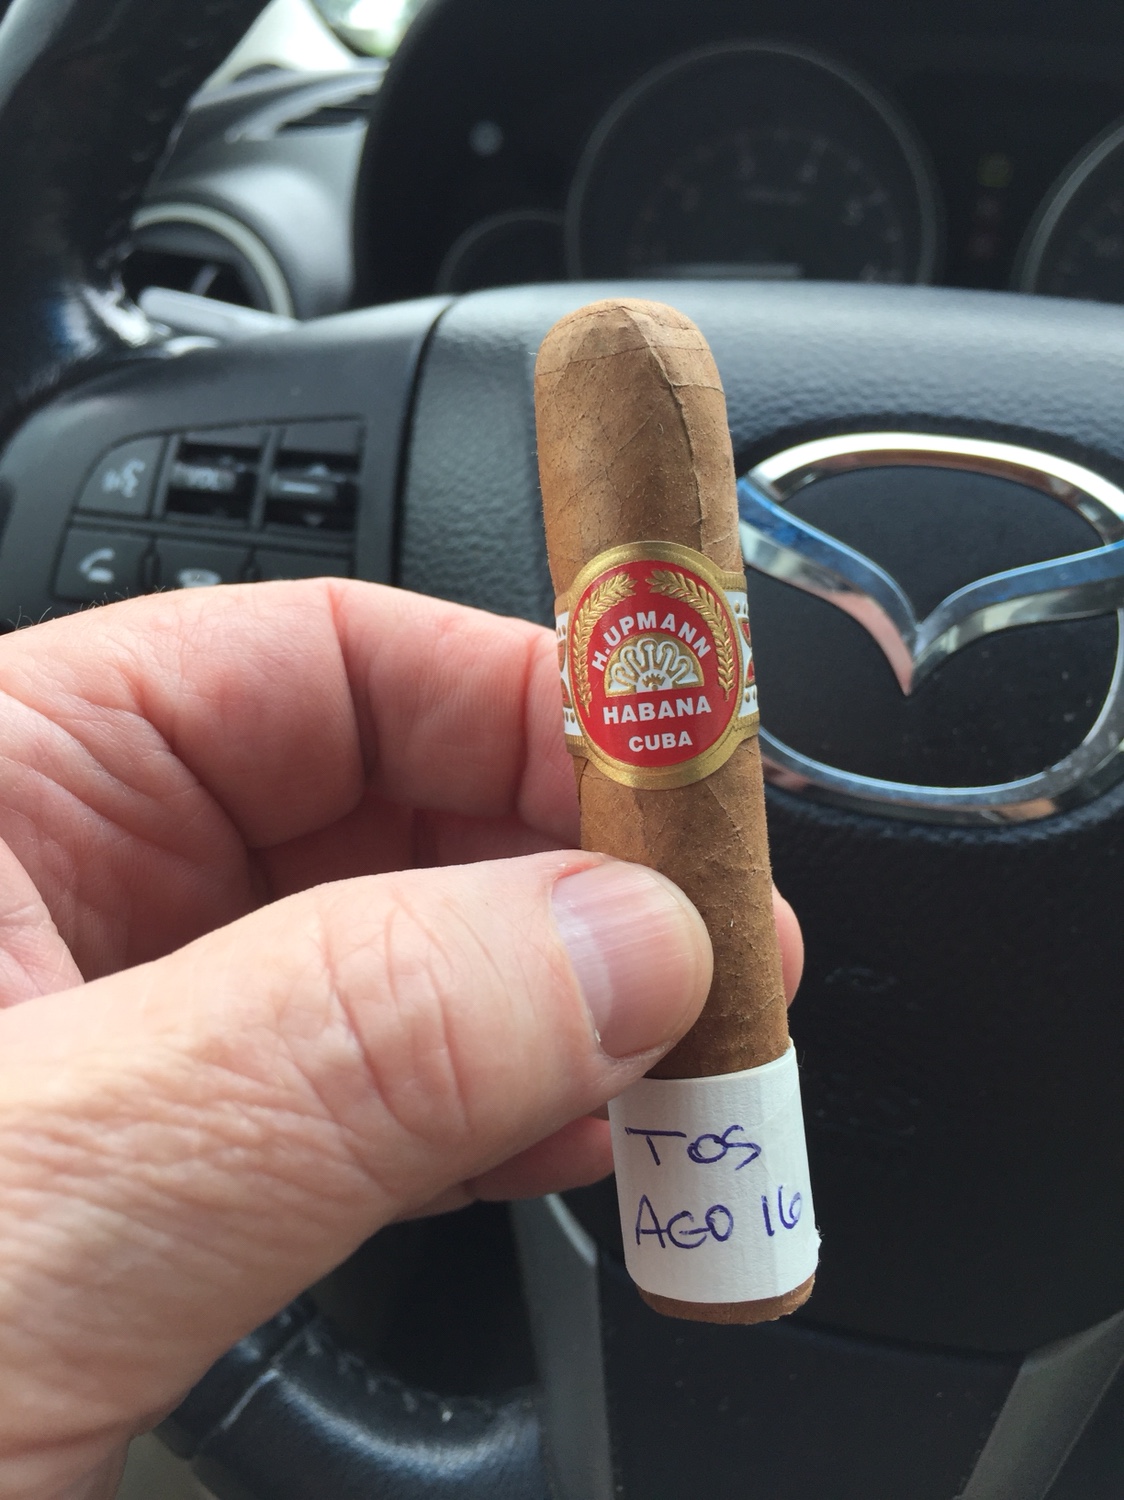 H.UPMANN
HABANA
CUBA
TOS
AGO 16